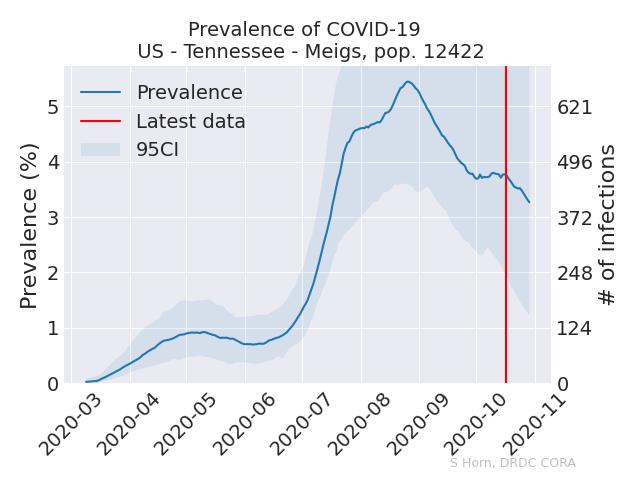 Prevalence of COVID-19
US - Tennessee - Meigs, pop. 12422
Prevalence
Latest data
95CI
Prevalence (%)
5
4
3
2
1
0
621
496
372
248
124
0
# of infections
2020-03
2020-04
2020-05
2020-06
2020-07
2020-08
2020-09
2020-10
2020-11
S Horn, DRDC CORA